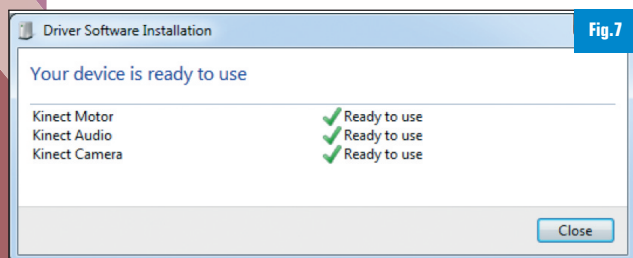 Driver Software Installation
Fig.7
Your device is ready to use
Kinect Motor Ready to use
Kinect Audio Ready to use
Kinect Camera Ready to use
Close